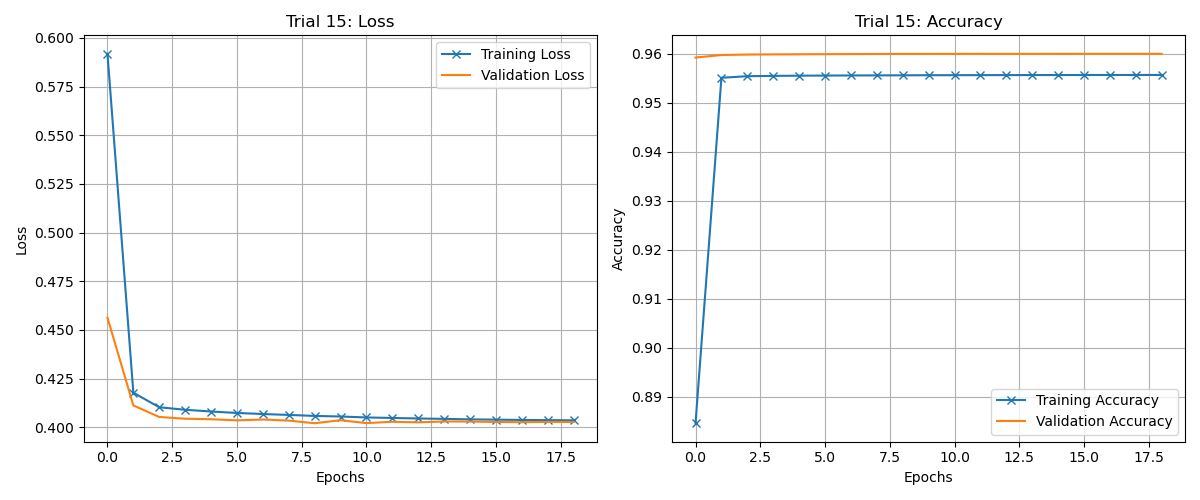 Trial 15: Loss
0.600
0.575
0.550
0.525
0.500
0.475
0.450
0.425
0.400
Loss
0.0 2.5 5.0 7.5 10.0 12.5 15.0 17.5
Epochs
Training Loss
Validation Loss
Trial 15: Accuracy
0.96
0.95
0.94
0.93
0.92
0.91
0.90
0.89
Accuracy
0.0 2.5 5.0 7.5 10.0 12.5 15.0 17.5
Epochs
Training Accuracy
Validation Accuracy